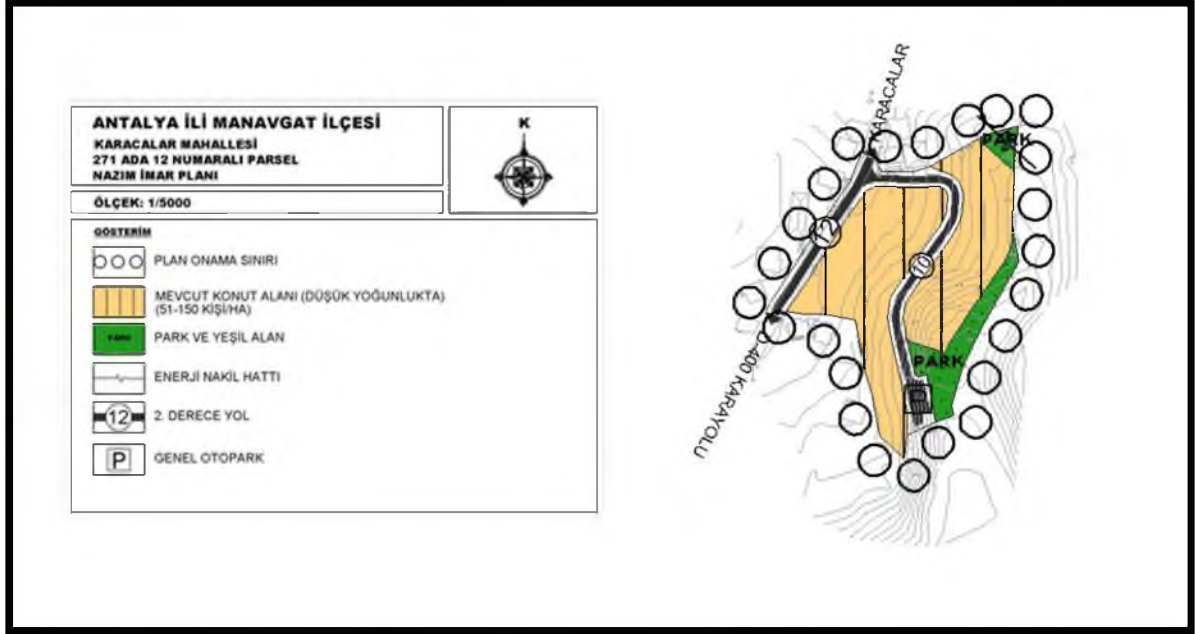 ANTALYA İLİ MANAVGAT İLÇESİ
KARACALAR MAHALLESİ
271 ADA 12 NUMARALI PARSEL
NAZIM İMAR PLANI
K
ÖLÇEK: 1/5000
GÖSTERİM
PLAN ONAMA SINIRI
MEVCUT KONUT ALANI (DÜŞÜK YOĞUNLUKTA)
(51-150 KİŞİ/HA)
PARK
PARK VE YEŞİL ALAN
ENERJİ NAKİL HATTI
12
2. DERECE YOL
P
GENEL OTOPARK
KARACALAR
PARK
12
10
PARK
P
D-400 KARAYOLU